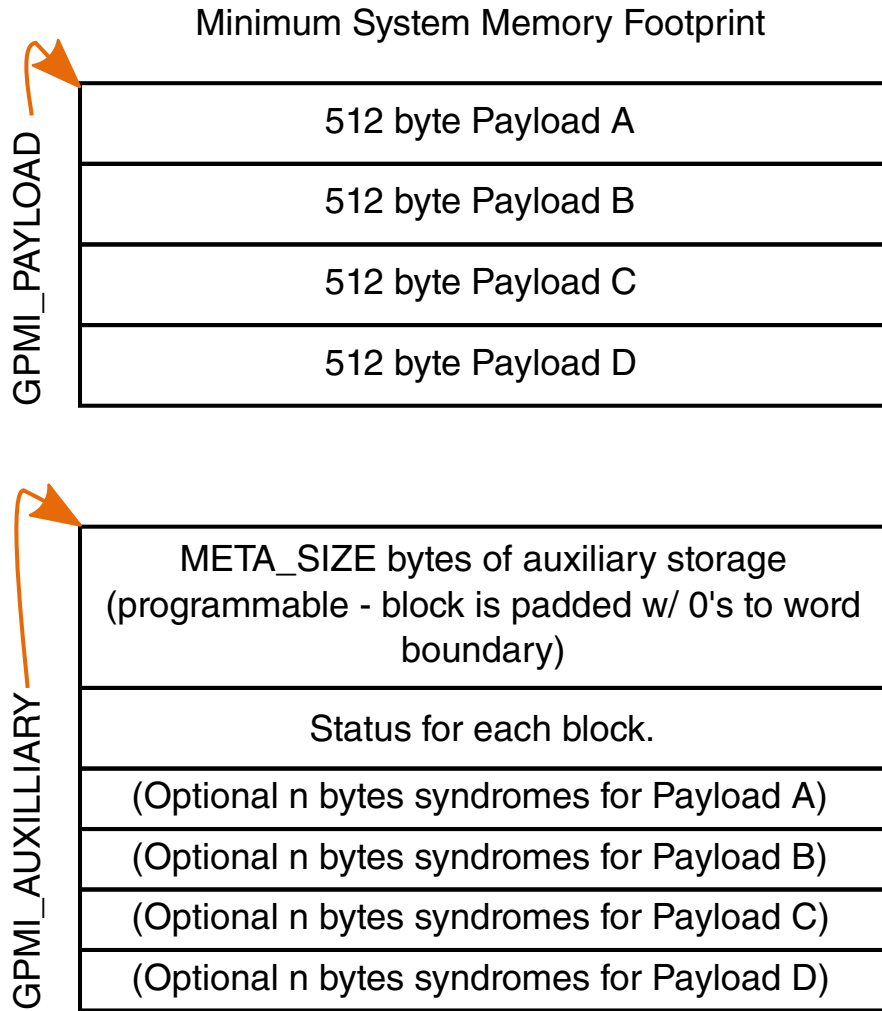 Minimum System Memory Footprint
GPMI_PAYLOAD
512 byte Payload A
512 byte Payload B
512 byte Payload C
512 byte Payload D
GPMI_AUXILLIARY
META_SIZE bytes of auxiliary storage
(programmable - block is padded w/ 0's to word
boundary)
Status for each block.
(Optional n bytes syndromes for Payload A)
(Optional n bytes syndromes for Payload B)
(Optional n bytes syndromes for Payload C)
(Optional n bytes syndromes for Payload D)